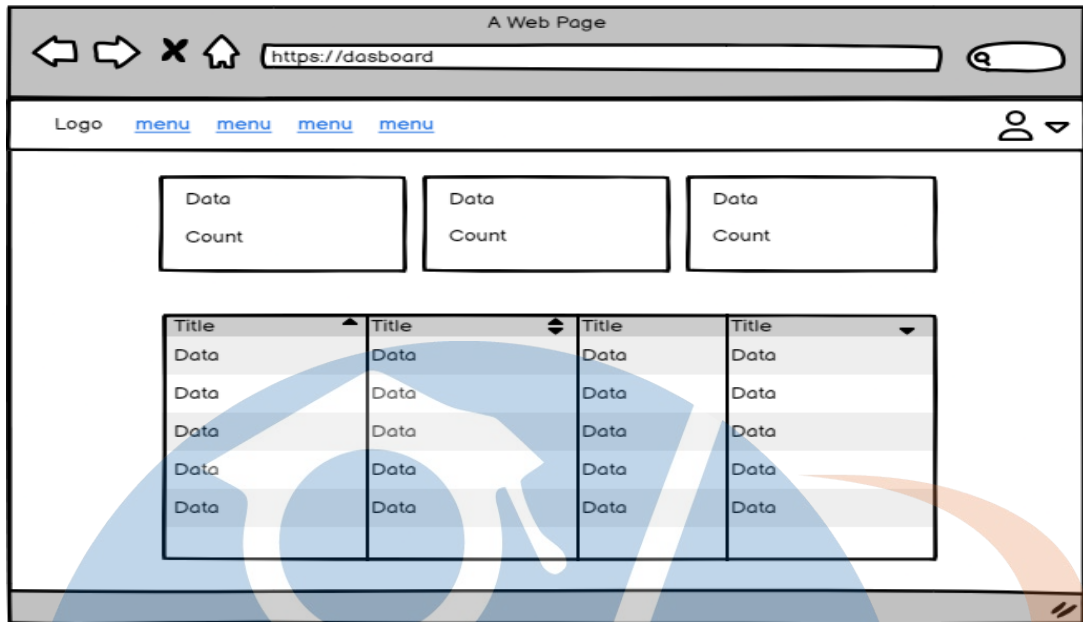 A Web Page
https://dasboard
Logo menu menu menu menu
Data Data Data
Count Count Count
Title Title Title Title
Data Data Data Data
Data Data Data Data
Data Data Data Data
Data Data Data Data
Data Data Data Data